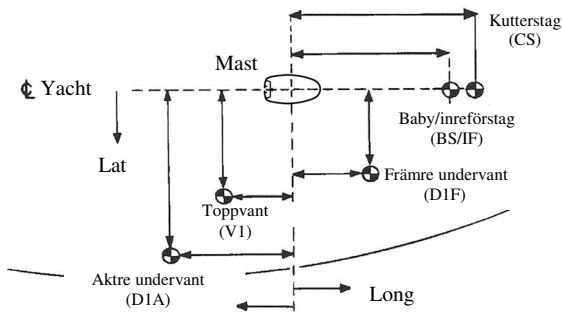 Kutterstag
(CS)
Mast
℄ Yacht
Baby/inreförstag
(BS/IF)
Lat
Främre undervant
(D1F)
Toppvant
(V1)
Aktre undervant
(D1A)
Long